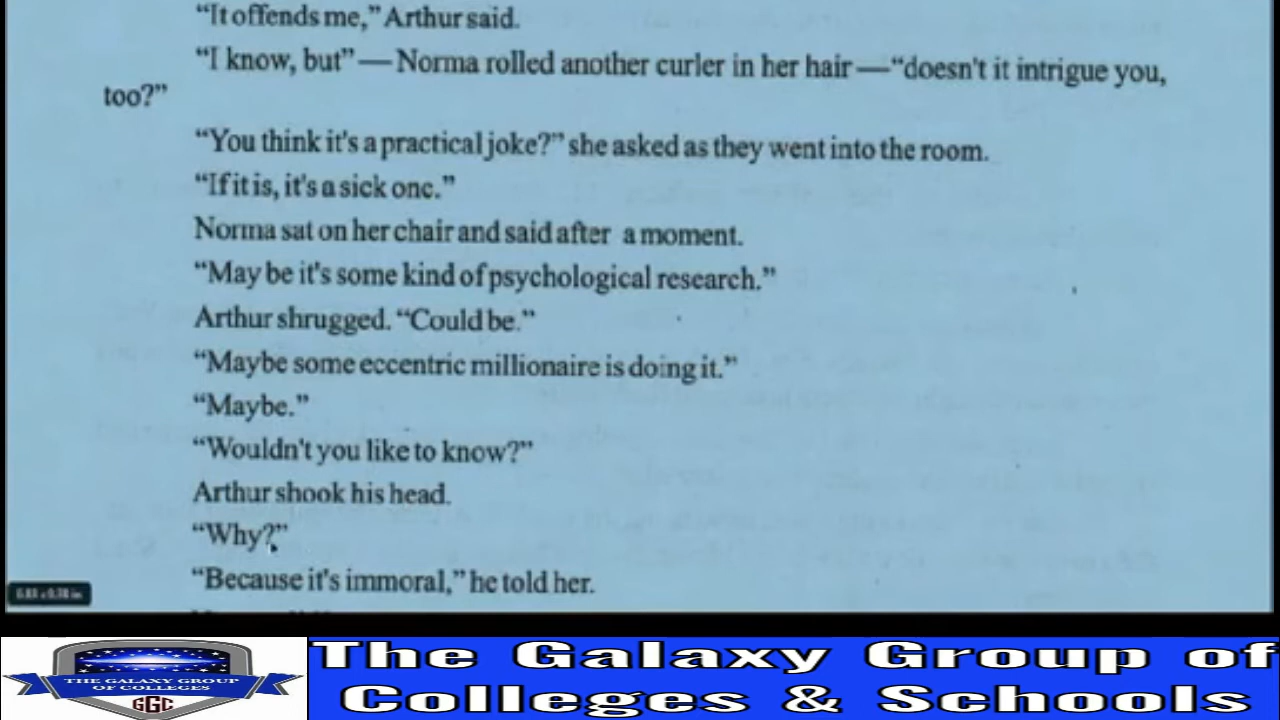 “It offends me,” Arthur said.
“I know, but” — Norma rolled another curler in her hair — “doesn't it intrigue you,
too?”
“You think it's a practical joke?” she asked as they went into the room.
“If it is, it's a sick one.”
Norma sat on her chair and said after a moment.
“May be it's some kind of psychological research.”
Arthur shrugged. “Could be.”
“Maybe some eccentric millionaire is doing it.”
“Maybe.”
“Wouldn't you like to know?”
Arthur shook his head.
“Why?”
“Because it's immoral,” he told her.
THE GALAXY GROUP
OF COLLEGES
GGC
The Galaxy Group of
Colleges & Schools